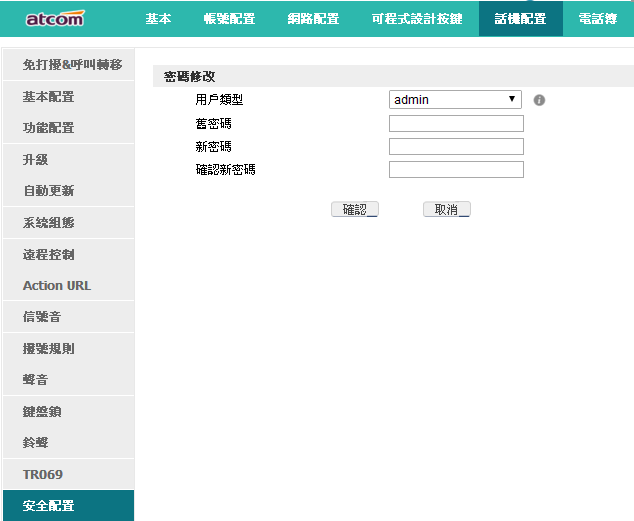 atcom 基本 帳號配置 網路配置 可程式設計按鍵 話機配置 電話簿
免打擾&呼叫轉移
基本配置
功能配置
升級
自動更新
系統組態
遠程控制
Action URL
信號音
撥號規則
聲音
鍵盤鎖
鈴聲
TR069
安全配置
密碼修改
用戶類型 admin
舊密碼
新密碼
確認新密碼
確認 取消